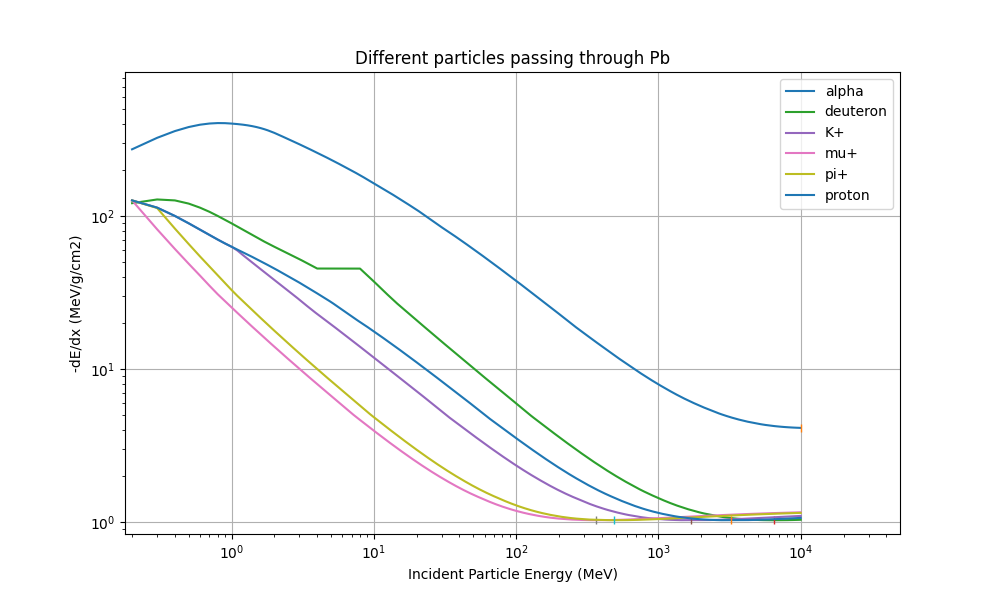 Different particles passing through Pb
alpha
deuteron
K+
mu+
pi+
proton
-dE/dx (MeV/g/cm2)
10²
10¹
10⁰
10⁰
10¹
10²
10³
10⁴
Incident Particle Energy (MeV)